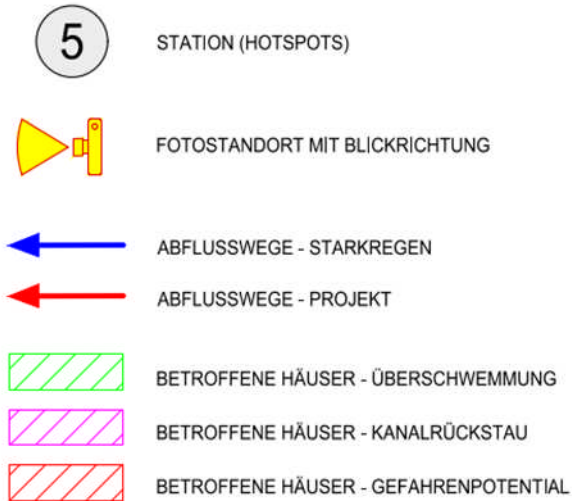 5 STATION (HOTSPOTS)
FOTOSTANDORT MIT BLICKRICHTUNG
ABFLUSSWEGE - STARKREGEN
ABFLUSSWEGE - PROJEKT
BETROFFENE HÄUSER - ÜBERSCHWEMMUNG
BETROFFENE HÄUSER - KANALRÜCKSTAU
BETROFFENE HÄUSER - GEFAHRENPOTENTIAL